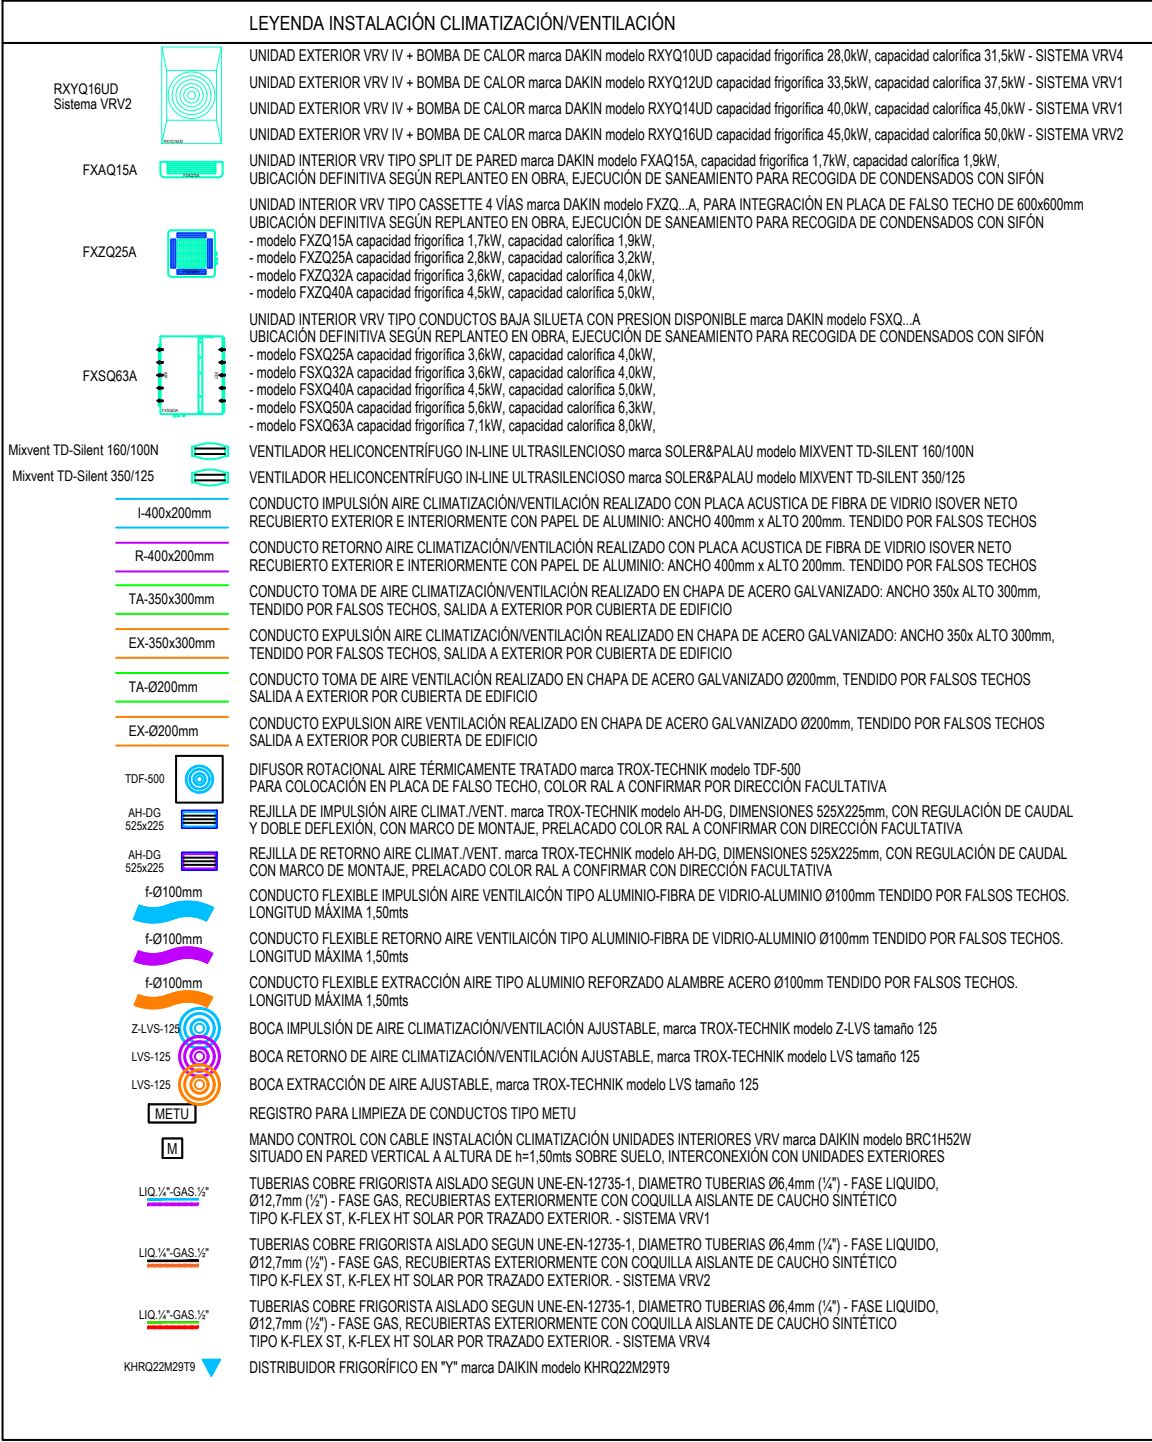 LEYENDA INSTALACIÓN CLIMATIZACIÓN/VENTILACIÓN
RXYQ16UD
Sistema VRV2
RXYQ16UD
UNIDAD EXTERIOR VRV IV + BOMBA DE CALOR marca DAKIN modelo RXYQ10UD capacidad frigorífica 28,0kW, capacidad calorífica 31,5kW - SISTEMA VRV4
UNIDAD EXTERIOR VRV IV + BOMBA DE CALOR marca DAKIN modelo RXYQ12UD capacidad frigorífica 33,5kW, capacidad calorífica 37,5kW - SISTEMA VRV1
UNIDAD EXTERIOR VRV IV + BOMBA DE CALOR marca DAKIN modelo RXYQ14UD capacidad frigorífica 40,0kW, capacidad calorífica 45,0kW - SISTEMA VRV1
UNIDAD EXTERIOR VRV IV + BOMBA DE CALOR marca DAKIN modelo RXYQ16UD capacidad frigorífica 45,0kW, capacidad calorífica 50,0kW - SISTEMA VRV2
FXAQ15A
UNIDAD INTERIOR VRV TIPO SPLIT DE PARED marca DAKIN modelo FXAQ15A, capacidad frigorífica 1,7kW, capacidad calorífica 1,9kW,
UBICACIÓN DEFINITIVA SEGÚN REPLANTEO EN OBRA, EJECUCIÓN DE SANEAMIENTO PARA RECOGIDA DE CONDENSADOS CON SIFÓN
FXZQ25A
UNIDAD INTERIOR VRV TIPO CASSETTE 4 VÍAS marca DAKIN modelo FXZQ...A, PARA INTEGRACIÓN EN PLACA DE FALSO TECHO DE 600x600mm
UBICACIÓN DEFINITIVA SEGÚN REPLANTEO EN OBRA, EJECUCIÓN DE SANEAMIENTO PARA RECOGIDA DE CONDENSADOS CON SIFÓN
- modelo FXZQ15A capacidad frigorífica 1,7kW, capacidad calorífica 1,9kW,
- modelo FXZQ25A capacidad frigorífica 2,8kW, capacidad calorífica 3,2kW,
- modelo FXZQ32A capacidad frigorífica 3,6kW, capacidad calorífica 4,0kW,
- modelo FXZQ40A capacidad frigorífica 4,5kW, capacidad calorífica 5,0kW,
FXSQ63A
UNIDAD INTERIOR VRV TIPO CONDUCTOS BAJA SILUETA CON PRESION DISPONIBLE marca DAKIN modelo FSXQ...A
UBICACIÓN DEFINITIVA SEGÚN REPLANTEO EN OBRA, EJECUCIÓN DE SANEAMIENTO PARA RECOGIDA DE CONDENSADOS CON SIFÓN
- modelo FSXQ25A capacidad frigorífica 3,6kW, capacidad calorífica 4,0kW,
- modelo FSXQ32A capacidad frigorífica 3,6kW, capacidad calorífica 4,0kW,
- modelo FSXQ40A capacidad frigorífica 4,5kW, capacidad calorífica 5,0kW,
- modelo FSXQ50A capacidad frigorífica 5,6kW, capacidad calorífica 6,3kW,
- modelo FSXQ63A capacidad frigorífica 7,1kW, capacidad calorífica 8,0kW,
Mixvent TD-Silent 160/100N
VENTILADOR HELICONCENTRÍFUGO IN-LINE ULTRASILENCIOSO marca SOLER&PALAU modelo MIXVENT TD-SILENT 160/100N
Mixvent TD-Silent 350/125
VENTILADOR HELICONCENTRÍFUGO IN-LINE ULTRASILENCIOSO marca SOLER&PALAU modelo MIXVENT TD-SILENT 350/125
I-400x200mm
CONDUCTO IMPULSIÓN AIRE CLIMATIZACIÓN/VENTILACIÓN REALIZADO CON PLACA ACUSTICA DE FIBRA DE VIDRIO ISOVER NETO
RECUBIERTO EXTERIOR E INTERIORMENTE CON PAPEL DE ALUMINIO: ANCHO 400mm x ALTO 200mm. TENDIDO POR FALSOS TECHOS
R-400x200mm
CONDUCTO RETORNO AIRE CLIMATIZACIÓN/VENTILACIÓN REALIZADO CON PLACA ACUSTICA DE FIBRA DE VIDRIO ISOVER NETO
RECUBIERTO EXTERIOR E INTERIORMENTE CON PAPEL DE ALUMINIO: ANCHO 400mm x ALTO 200mm. TENDIDO POR FALSOS TECHOS
TA-350x300mm
CONDUCTO TOMA DE AIRE CLIMATIZACIÓN/VENTILACIÓN REALIZADO EN CHAPA DE ACERO GALVANIZADO: ANCHO 350x ALTO 300mm,
TENDIDO POR FALSOS TECHOS, SALIDA A EXTERIOR POR CUBIERTA DE EDIFICIO
EX-350x300mm
CONDUCTO EXPULSIÓN AIRE CLIMATIZACIÓN/VENTILACIÓN REALIZADO EN CHAPA DE ACERO GALVANIZADO: ANCHO 350x ALTO 300mm,
TENDIDO POR FALSOS TECHOS, SALIDA A EXTERIOR POR CUBIERTA DE EDIFICIO
TA-Ø200mm
CONDUCTO TOMA DE AIRE VENTILACIÓN REALIZADO EN CHAPA DE ACERO GALVANIZADO Ø200mm, TENDIDO POR FALSOS TECHOS
SALIDA A EXTERIOR POR CUBIERTA DE EDIFICIO
EX-Ø200mm
CONDUCTO EXPULSION AIRE VENTILACIÓN REALIZADO EN CHAPA DE ACERO GALVANIZADO Ø200mm, TENDIDO POR FALSOS TECHOS
SALIDA A EXTERIOR POR CUBIERTA DE EDIFICIO
TDF-500
DIFUSOR ROTACIONAL AIRE TÉRMICAMENTE TRATADO marca TROX-TECHNIK modelo TDF-500
PARA COLOCACIÓN EN PLACA DE FALSO TECHO, COLOR RAL A CONFIRMAR POR DIRECCIÓN FACULTATIVA
AH-DG
525x225
REJILLA DE IMPULSIÓN AIRE CLIMAT./VENT. marca TROX-TECHNIK modelo AH-DG, DIMENSIONES 525X225mm, CON REGULACIÓN DE CAUDAL
Y DOBLE DEFLEXIÓN, CON MARCO DE MONTAJE, PRELACADO COLOR RAL A CONFIRMAR CON DIRECCIÓN FACULTATIVA
AH-DG
525x225
REJILLA DE RETORNO AIRE CLIMAT./VENT. marca TROX-TECHNIK modelo AH-DG, DIMENSIONES 525X225mm, CON REGULACIÓN DE CAUDAL
CON MARCO DE MONTAJE, PRELACADO COLOR RAL A CONFIRMAR CON DIRECCIÓN FACULTATIVA
f-Ø100mm
CONDUCTO FLEXIBLE IMPULSIÓN AIRE VENTILAICÓN TIPO ALUMINIO-FIBRA DE VIDRIO-ALUMINIO Ø100mm TENDIDO POR FALSOS TECHOS.
LONGITUD MÁXIMA 1,50mts
f-Ø100mm
CONDUCTO FLEXIBLE RETORNO AIRE VENTILAICÓN TIPO ALUMINIO-FIBRA DE VIDRIO-ALUMINIO Ø100mm TENDIDO POR FALSOS TECHOS.
LONGITUD MÁXIMA 1,50mts
f-Ø100mm
CONDUCTO FLEXIBLE EXTRACCIÓN AIRE TIPO ALUMINIO REFORZADO ALAMBRE ACERO Ø100mm TENDIDO POR FALSOS TECHOS.
LONGITUD MÁXIMA 1,50mts
Z-LVS-125
BOCA IMPULSIÓN DE AIRE CLIMATIZACIÓN/VENTILACIÓN AJUSTABLE, marca TROX-TECHNIK modelo Z-LVS tamaño 125
LVS-125
BOCA RETORNO DE AIRE CLIMATIZACIÓN/VENTILACIÓN AJUSTABLE, marca TROX-TECHNIK modelo LVS tamaño 125
LVS-125
BOCA EXTRACCIÓN DE AIRE AJUSTABLE, marca TROX-TECHNIK modelo LVS tamaño 125
METU
REGISTRO PARA LIMPIEZA DE CONDUCTOS TIPO METU
M
MANDO CONTROL CON CABLE INSTALACIÓN CLIMATIZACIÓN UNIDADES INTERIORES VRV marca DAIKIN modelo BRC1H52W
SITUADO EN PARED VERTICAL A ALTURA DE h=1,50mts SOBRE SUELO, INTERCONEXIÓN CON UNIDADES EXTERIORES
LIQ.¼"-GAS.½"
TUBERIAS COBRE FRIGORISTA AISLADO SEGUN UNE-EN-12735-1, DIAMETRO TUBERIAS Ø6,4mm (¼") - FASE LIQUIDO,
Ø12,7mm (½") - FASE GAS, RECUBIERTAS EXTERIORMENTE CON COQUILLA AISLANTE DE CAUCHO SINTÉTICO
TIPO K-FLEX ST, K-FLEX HT SOLAR POR TRAZADO EXTERIOR. - SISTEMA VRV1
LIQ.¼"-GAS.½"
TUBERIAS COBRE FRIGORISTA AISLADO SEGUN UNE-EN-12735-1, DIAMETRO TUBERIAS Ø6,4mm (¼") - FASE LIQUIDO,
Ø12,7mm (½") - FASE GAS, RECUBIERTAS EXTERIORMENTE CON COQUILLA AISLANTE DE CAUCHO SINTÉTICO
TIPO K-FLEX ST, K-FLEX HT SOLAR POR TRAZADO EXTERIOR. - SISTEMA VRV2
LIQ.¼"-GAS.½"
TUBERIAS COBRE FRIGORISTA AISLADO SEGUN UNE-EN-12735-1, DIAMETRO TUBERIAS Ø6,4mm (¼") - FASE LIQUIDO,
Ø12,7mm (½") - FASE GAS, RECUBIERTAS EXTERIORMENTE CON COQUILLA AISLANTE DE CAUCHO SINTÉTICO
TIPO K-FLEX ST, K-FLEX HT SOLAR POR TRAZADO EXTERIOR. - SISTEMA VRV4
KHRQ22M29T9
DISTRIBUIDOR FRIGORÍFICO EN "Y" marca DAIKIN modelo KHRQ22M29T9